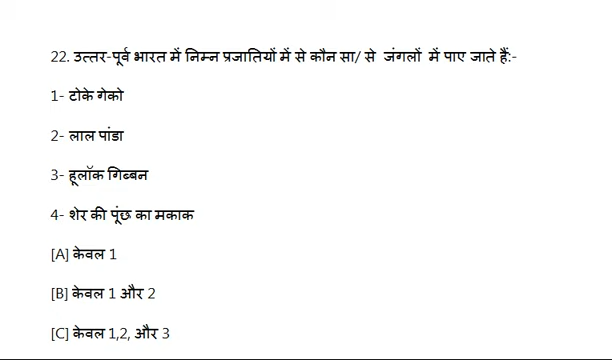 22. उत्तर-पूर्व भारत में निम्न प्रजातियों में से कौन सा/ से जंगलों में पाए जाते हैं:-
1- टोके गेको
2- लाल पांडा
3- हूलॉक गिब्बन
4- शेर की पूंछ का मकाक
[A] केवल 1
[B] केवल 1 और 2
[C] केवल 1,2, और 3